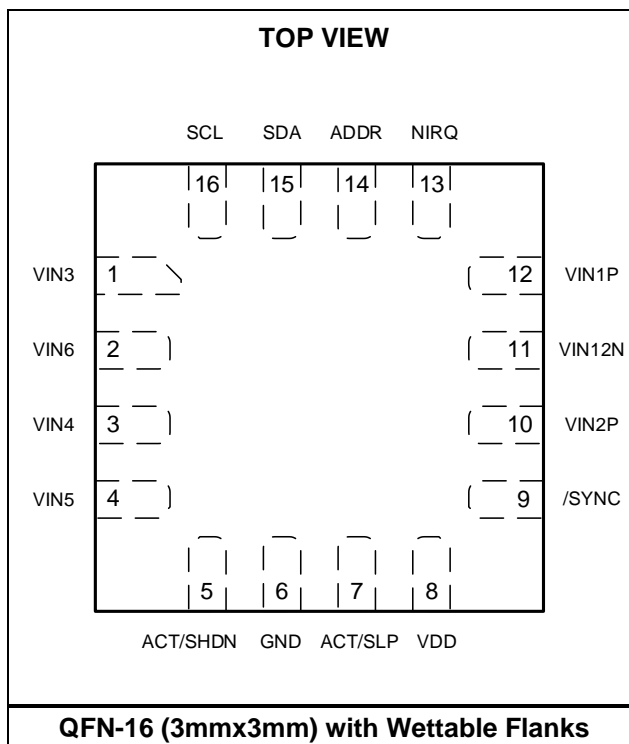 TOP VIEW
SCL SDA ADDR NIRQ
16 15 14 13
VIN3 1 12 VIN1P
VIN6 2 11 VIN12N
VIN4 3 10 VIN2P
VIN5 4 9 /SYNC
5 6 7 8
ACT/SHDN GND ACT/SLP VDD
QFN-16 (3mmx3mm) with Wettable Flanks